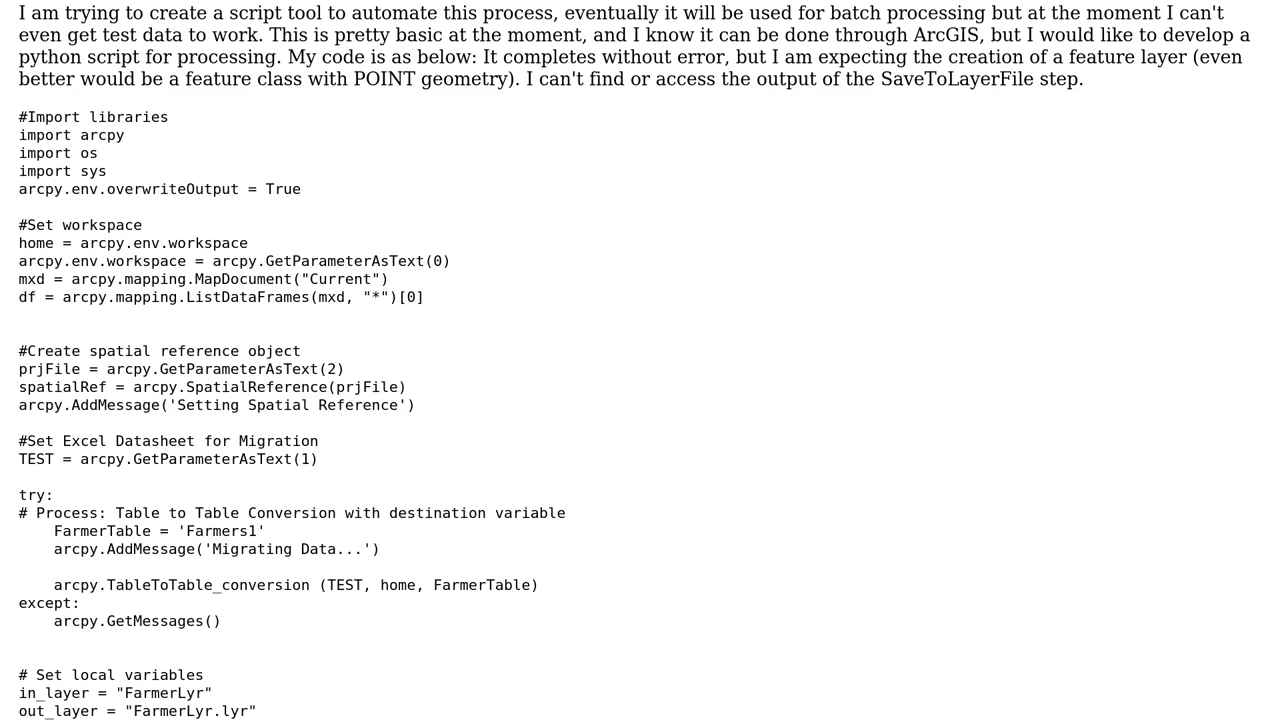 I am trying to create a script tool to automate this process, eventually it will be used for batch processing but at the moment I can't
even get test data to work. This is pretty basic at the moment, and I know it can be done through ArcGIS, but I would like to develop a
python script for processing. My code is as below: It completes without error, but I am expecting the creation of a feature layer (even
better would be a feature class with POINT geometry). I can't find or access the output of the SaveToLayerFile step.

#Import libraries
import arcpy
import os
import sys
arcpy.env.overwriteOutput = True

#Set workspace
home = arcpy.env.workspace
arcpy.env.workspace = arcpy.GetParameterAsText(0)
mxd = arcpy.mapping.MapDocument("Current")
df = arcpy.mapping.ListDataFrames(mxd, "*")[0]


#Create spatial reference object
prjFile = arcpy.GetParameterAsText(2)
spatialRef = arcpy.SpatialReference(prjFile)
arcpy.AddMessage('Setting Spatial Reference')

#Set Excel Datasheet for Migration
TEST = arcpy.GetParameterAsText(1)

try:
# Process: Table to Table Conversion with destination variable
    FarmerTable = 'Farmers1'
    arcpy.AddMessage('Migrating Data...')

    arcpy.TableToTable_conversion (TEST, home, FarmerTable)
except:
    arcpy.GetMessages()


# Set local variables
in_layer = "FarmerLyr"
out_layer = "FarmerLyr.lyr"